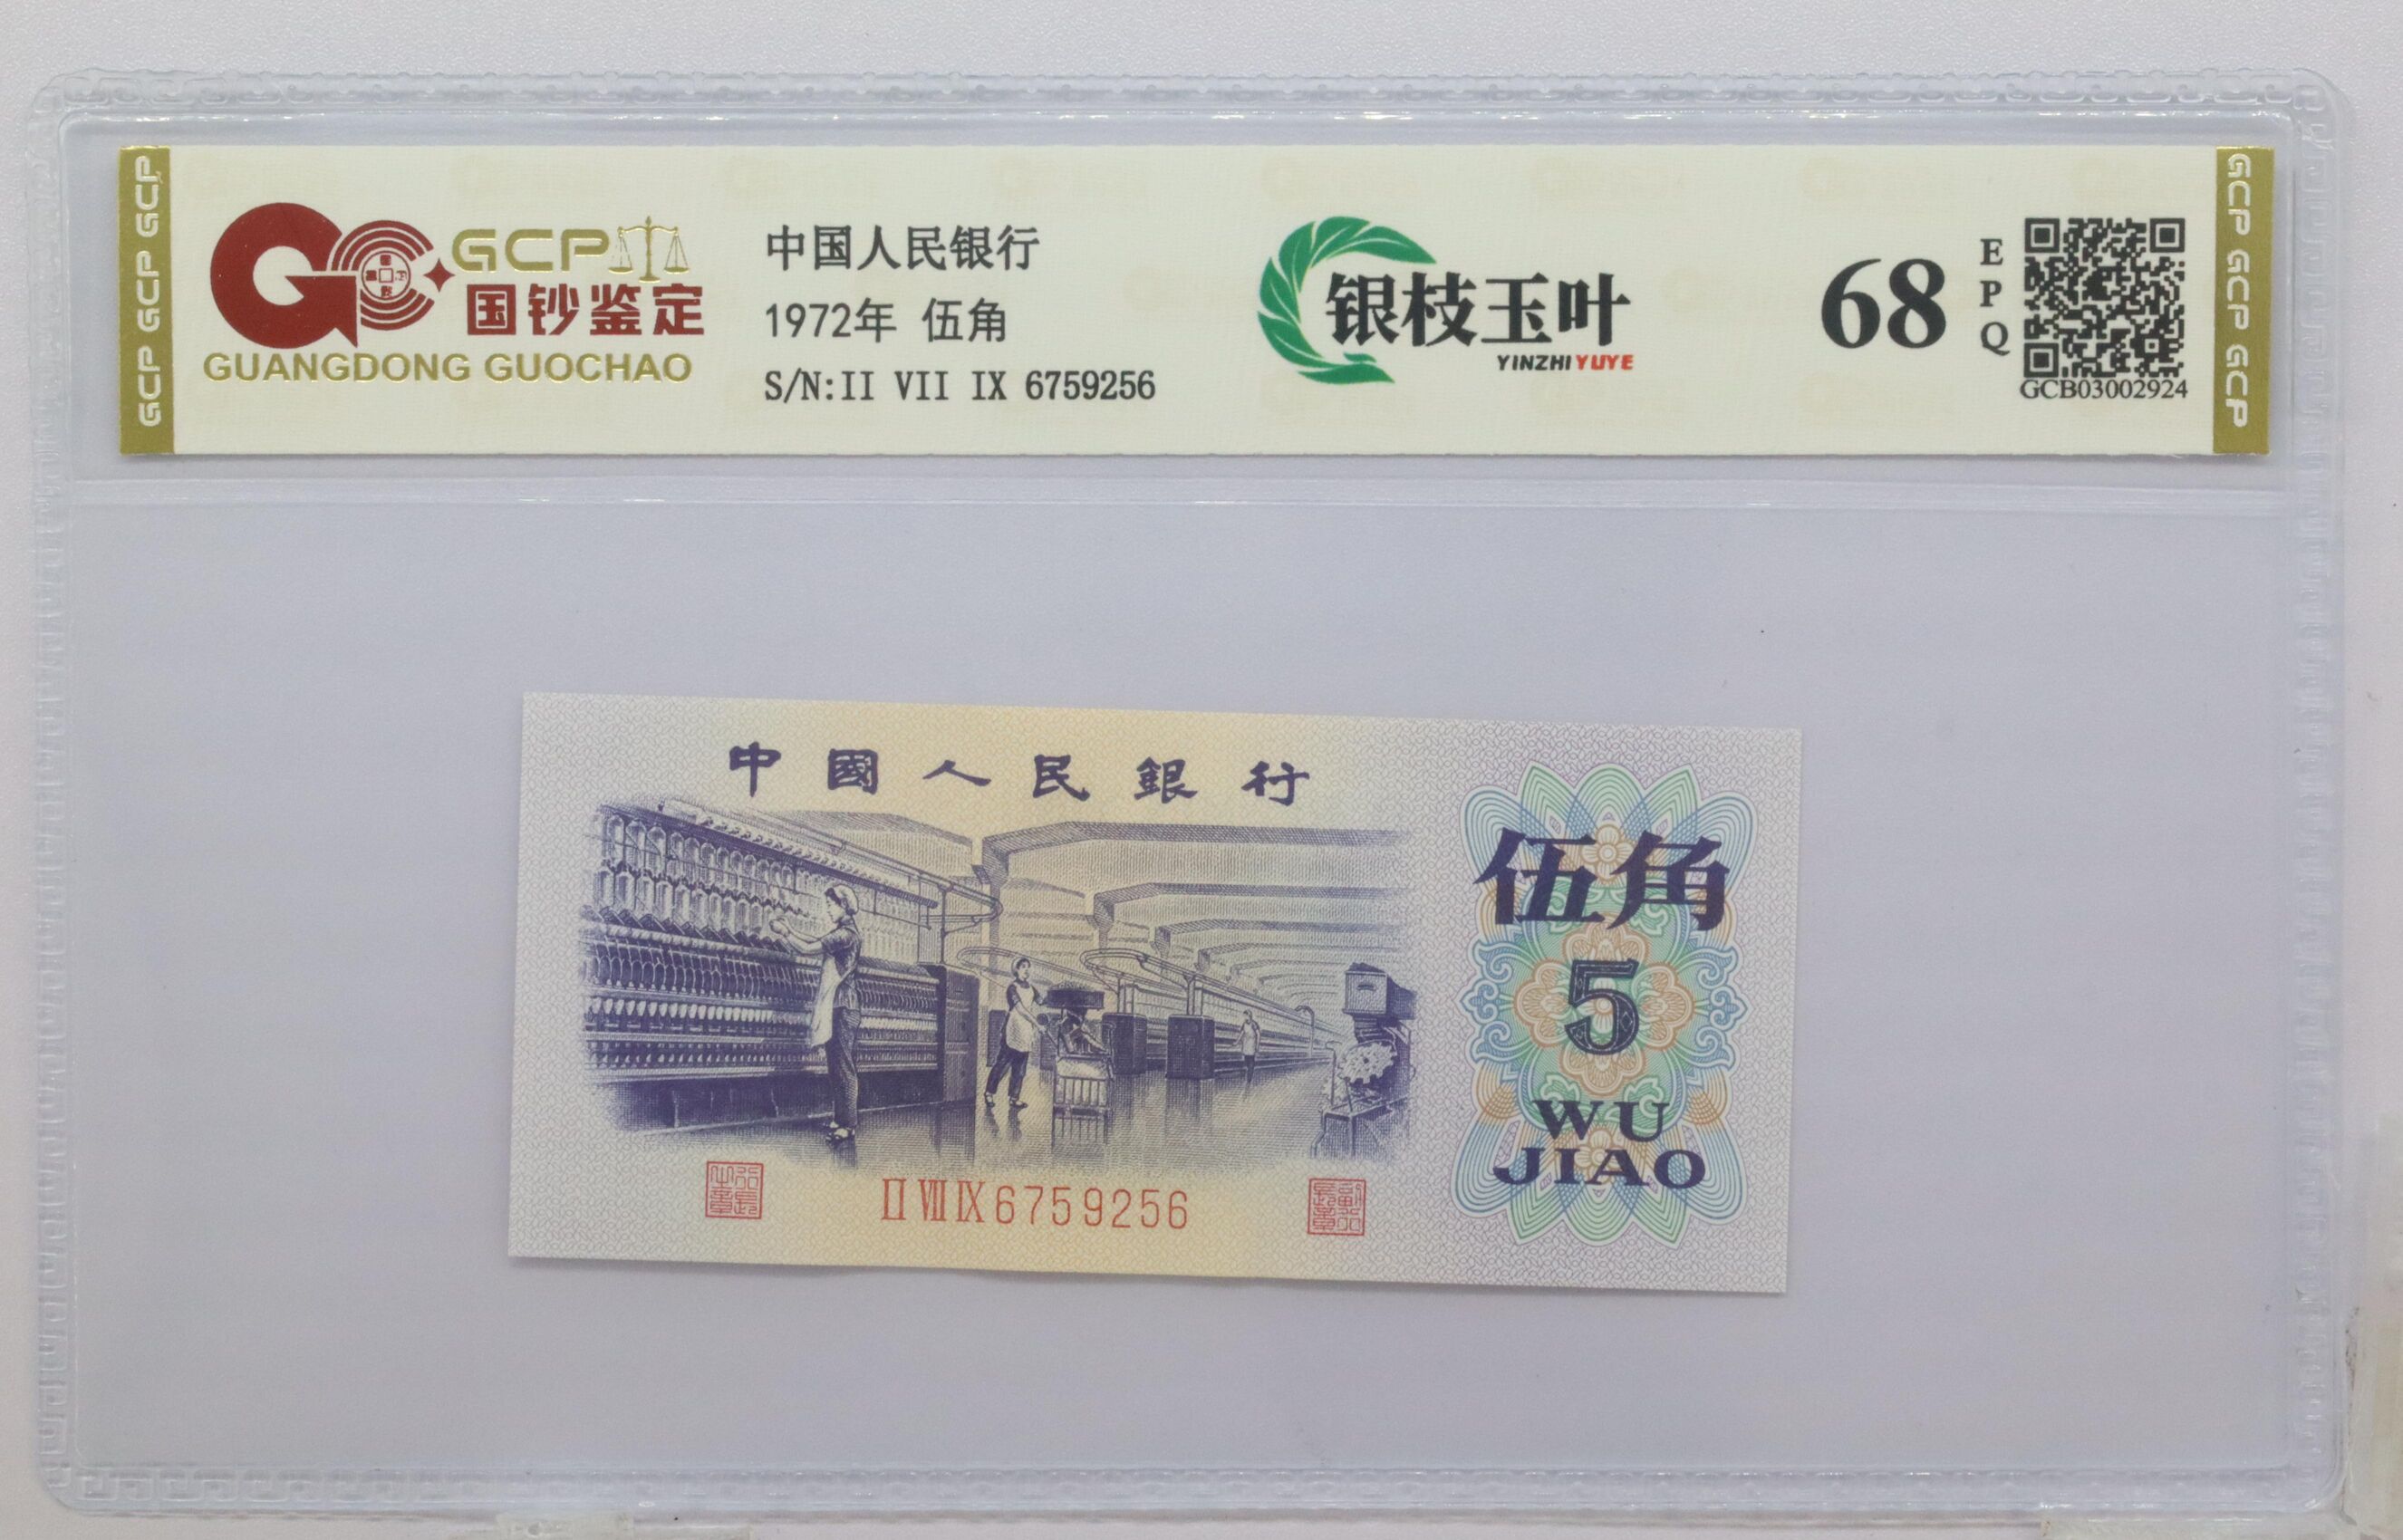 GCP GCP GCP
GCP
国钞鉴定
GUANGDONG GUOCHAO
中国人民银行
1972年 伍角
S/N:II VII IX 6759256
银枝玉叶
YINZHIYUYE
68
EPQ
GCB03002924
GCP GCP GCP
中國人民銀行
伍角
5
WU
JIAO
II VII IX 6759256